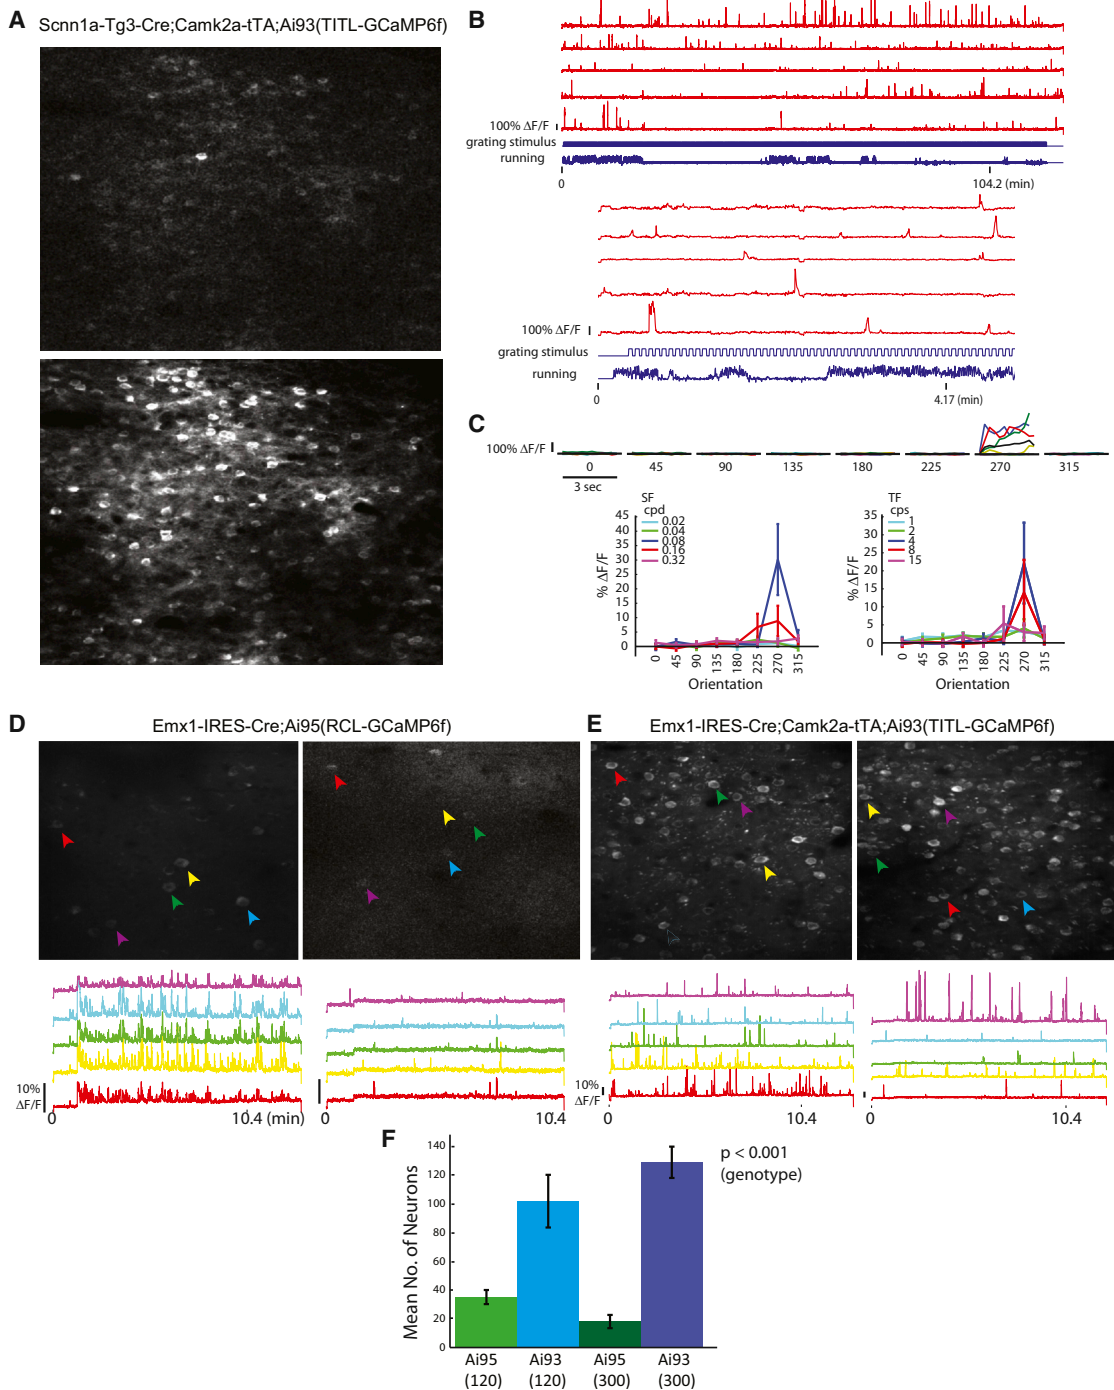 A
Scnn1a-Tg3-Cre;Camk2a-tTA;Ai93(TITL-GCaMP6f)
B
100% ΔF/F
grating stimulus
running
0
104.2 (min)
100% ΔF/F
grating stimulus
running
0
4.17 (min)
C
100% ΔF/F
0 45 90 135 180 225 270 315
3 sec
SF
cpd
0.02
0.04
0.08
0.16
0.32
% ΔF/F
45
40
35
30
25
20
15
10
5
0
0 45 90 135 180 225 270 315
Orientation
TF
cps
1
2
4
8
15
% ΔF/F
35
30
25
20
15
10
5
0
0 45 90 135 180 225 270 315
Orientation
D
Emx1-IRES-Cre;Ai95(RCL-GCaMP6f)
10%
ΔF/F
0
10.4 (min)
0
10.4
E
Emx1-IRES-Cre;Camk2a-tTA;Ai93(TITL-GCaMP6f)
10%
ΔF/F
0
10.4
0
10.4
F
Mean No. of Neurons
140
120
100
80
60
40
20
0
Ai95 Ai93 Ai95 Ai93
(120) (120) (300) (300)
p < 0.001
(genotype)